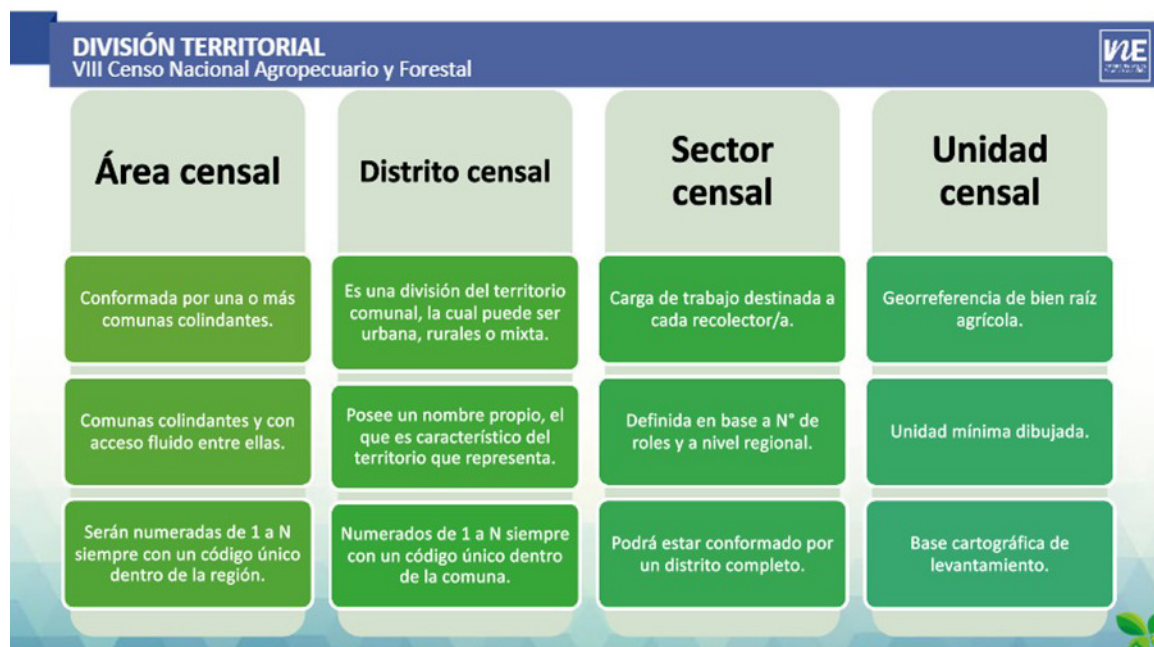 DIVISIÓN TERRITORIAL
VIII Censo Nacional Agropecuario y Forestal
INE
Área censal
Conformada por una o más
comunas colindantes.
Comunas colindantes y con
acceso fluido entre ellas.
Serán numeradas de 1 a N
siempre con un código único
dentro de la región.
Distrito censal
Es una división del territorio
comunal, la cual puede ser
urbana, rurales o mixta.
Posee un nombre propio, el
que es característico del
territorio que representa.
Numerados de 1 a N siempre
con un código único dentro
de la comuna.
Sector
censal
Carga de trabajo destinada a
cada recolector/a.
Definida en base a N° de
roles y a nivel regional.
Podrá estar conformado por
un distrito completo.
Unidad
censal
Georreferencia de bien raíz
agrícola.
Unidad mínima dibujada.
Base cartográfica de
levantamiento.